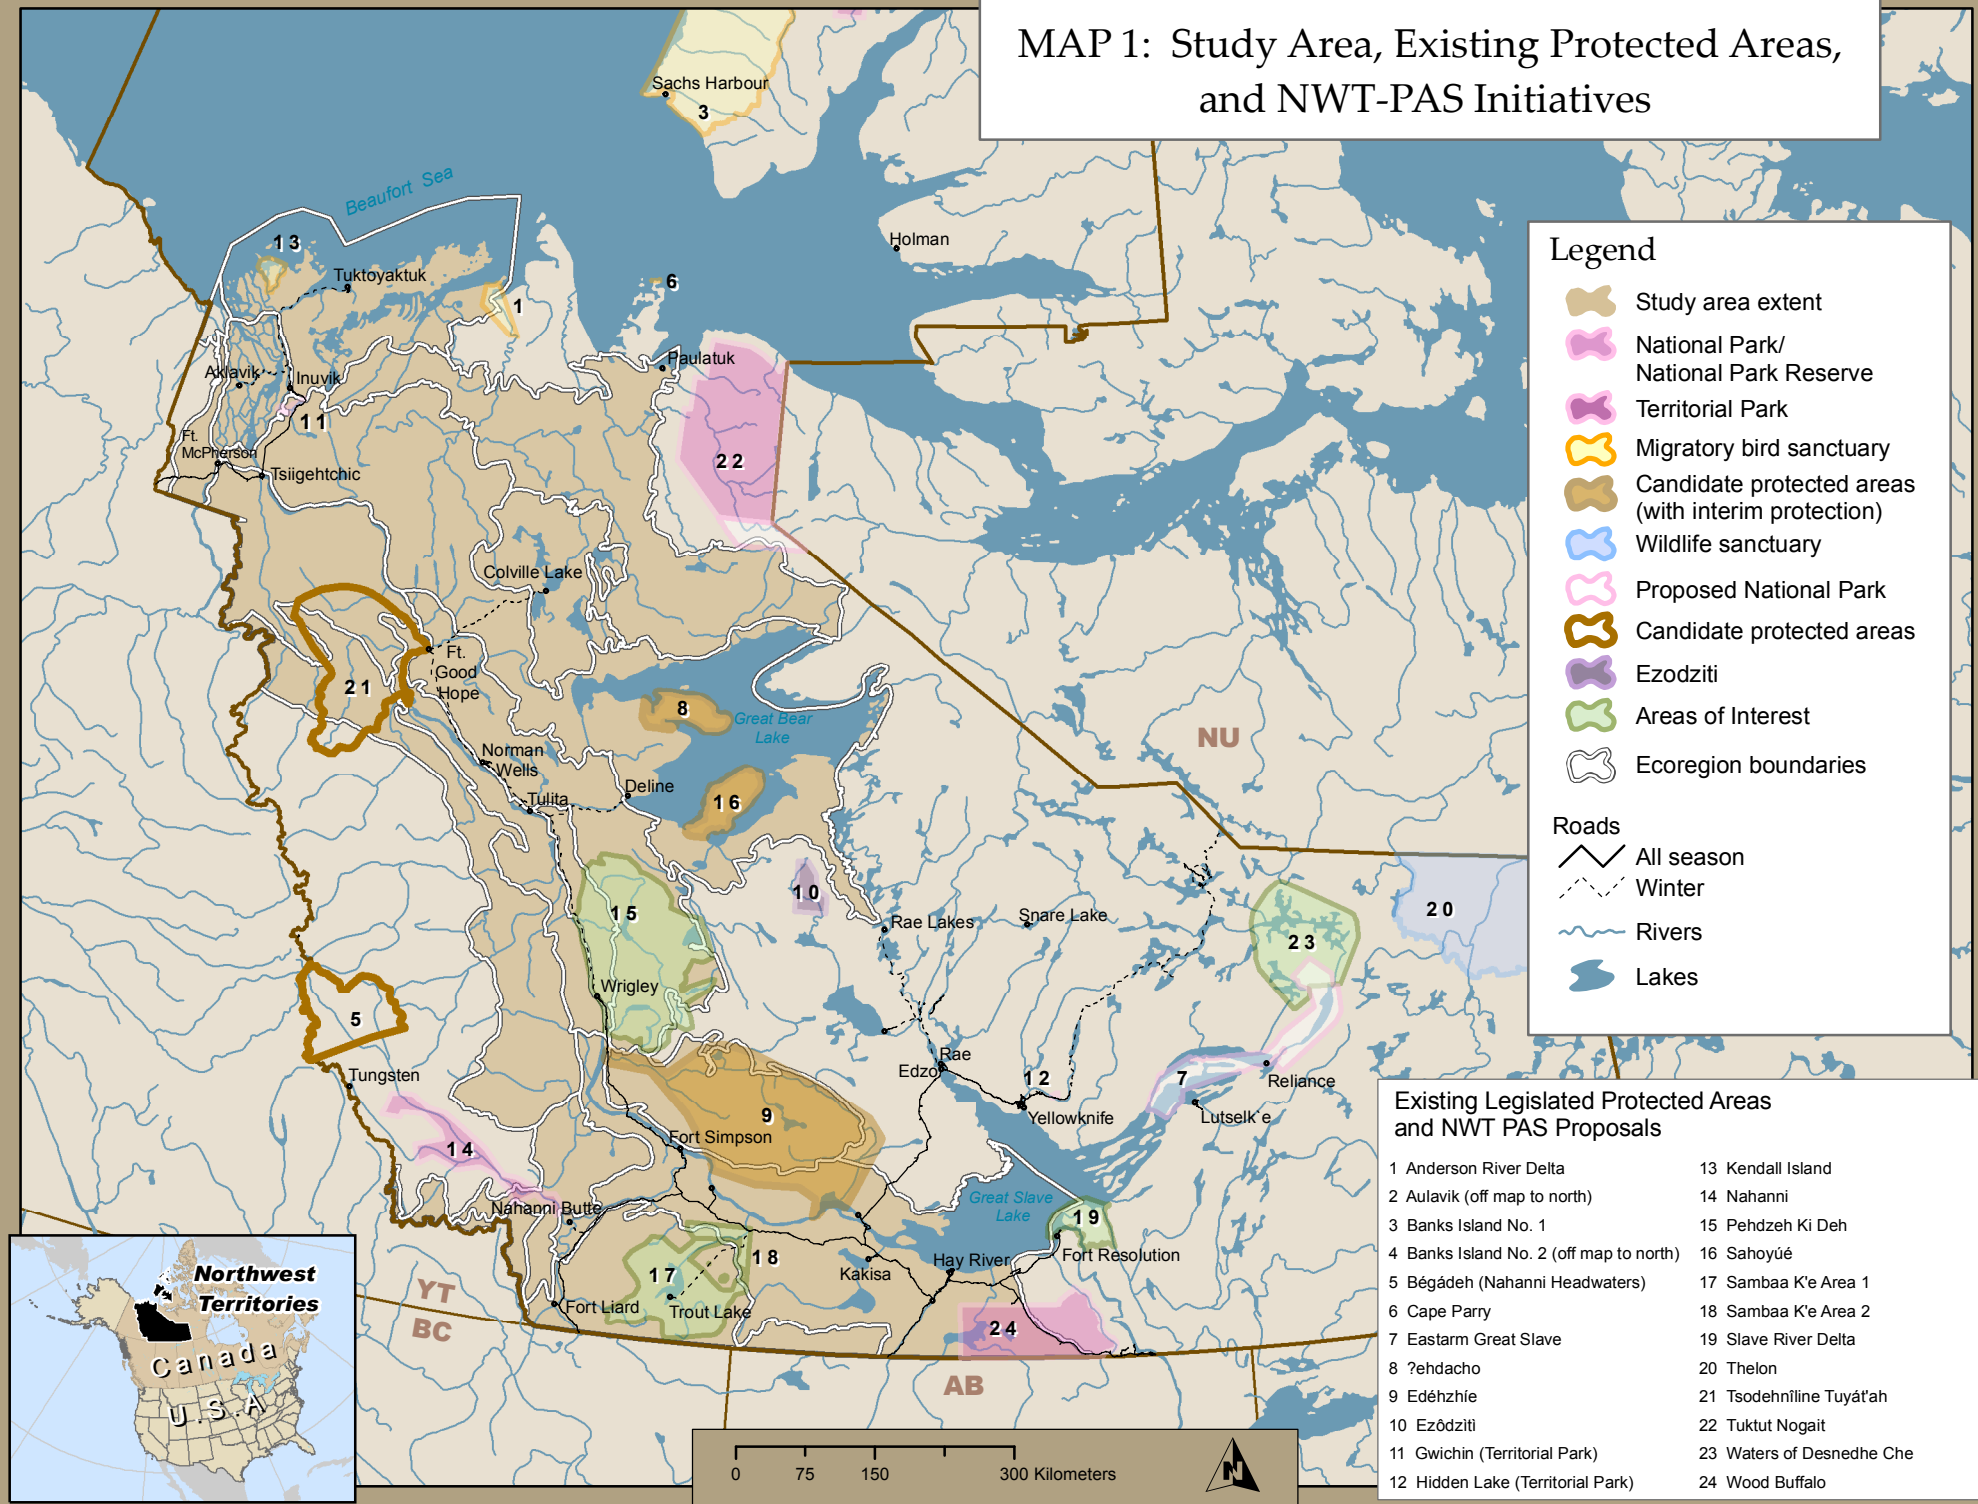 MAP 1: Study Area, Existing Protected Areas,
and NWT-PAS Initiatives
Sachs Harbour
3
Beaufort Sea
Holman
13
Tuktoyaktuk
6
1
Paulatuk
Aklavik
Inuvik
11
Ft.
McPherson
Tsiigehtchic
22
Colville Lake
Ft.
Good
Hope
21
8
Great Bear
Lake
NU
Norman
Wells
Deline
Tulita
16
10
15
Rae Lakes
Snare Lake
20
23
Wrigley
5
Rae
Edzo
Tungsten
12
7
Reliance
Yellowknife
Lutselk`e
9
Fort Simpson
14
Great Slave
Lake
Nahanni Butte
19
Fort Resolution
18
Hay River
17
Kakisa
Trout Lake
Fort Liard
24
YT
BC
AB
Legend
Study area extent
National Park/
National Park Reserve
Territorial Park
Migratory bird sanctuary
Candidate protected areas
(with interim protection)
Wildlife sanctuary
Proposed National Park
Candidate protected areas
Ezodziti
Areas of Interest
Ecoregion boundaries
Roads
All season
Winter
Rivers
Lakes
Existing Legislated Protected Areas
and NWT PAS Proposals
1 Anderson River Delta
2 Aulavik (off map to north)
3 Banks Island No. 1
4 Banks Island No. 2 (off map to north)
5 Bégádeh (Nahanni Headwaters)
6 Cape Parry
7 Eastarm Great Slave
8 ?ehdacho
9 Edéhzhíe
10 Ezôdzìtì
11 Gwichin (Territorial Park)
12 Hidden Lake (Territorial Park)
13 Kendall Island
14 Nahanni
15 Pehdzeh Ki Deh
16 Sahoyúé
17 Sambaa K'e Area 1
18 Sambaa K'e Area 2
19 Slave River Delta
20 Thelon
21 Tsodehnîline Tuyát'ah
22 Tuktut Nogait
23 Waters of Desnedhe Che
24 Wood Buffalo
Northwest
Territories
Canada
U.S.A
0 75 150 300 Kilometers
N